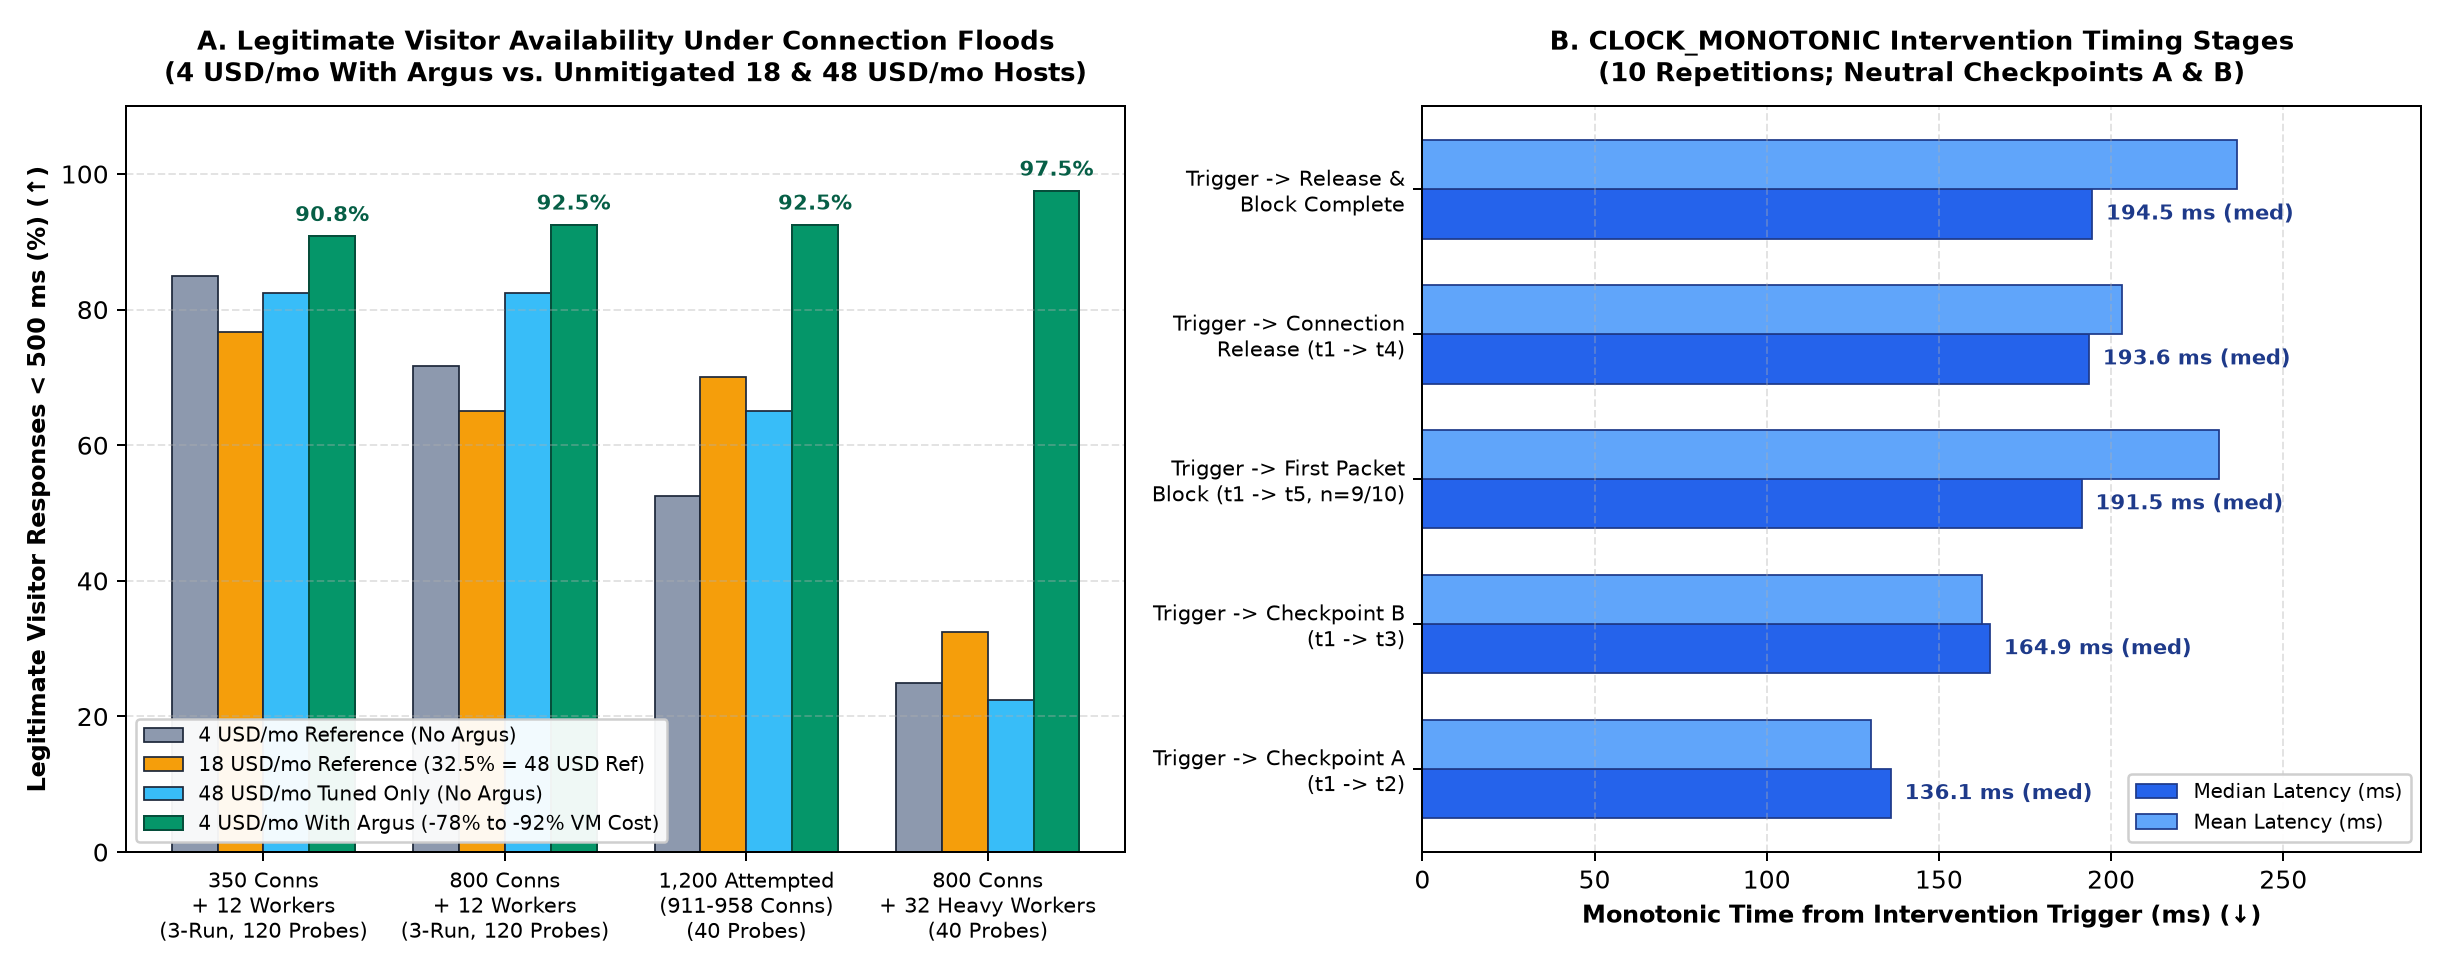 A. Legitimate Visitor Availability Under Connection Floods
(4 USD/mo With Argus vs. Unmitigated 18 & 48 USD/mo Hosts)
Legitimate Visitor Responses < 500 ms (%) (↑)
100
80
60
40
20
0
90.8%
92.5%
92.5%
97.5%
4 USD/mo Reference (No Argus)
18 USD/mo Reference (32.5% = 48 USD Ref)
48 USD/mo Tuned Only (No Argus)
4 USD/mo With Argus (-78% to -92% VM Cost)
350 Conns
+ 12 Workers
(3-Run, 120 Probes)
800 Conns
+ 12 Workers
(3-Run, 120 Probes)
1,200 Attempted
(911-958 Conns)
(40 Probes)
800 Conns
+ 32 Heavy Workers
(40 Probes)
B. CLOCK_MONOTONIC Intervention Timing Stages
(10 Repetitions; Neutral Checkpoints A & B)
Trigger -> Release &
Block Complete
194.5 ms (med)
Trigger -> Connection
Release (t1 -> t4)
193.6 ms (med)
Trigger -> First Packet
Block (t1 -> t5, n=9/10)
191.5 ms (med)
Trigger -> Checkpoint B
(t1 -> t3)
164.9 ms (med)
Trigger -> Checkpoint A
(t1 -> t2)
136.1 ms (med)
Median Latency (ms)
Mean Latency (ms)
0
50
100
150
200
250
Monotonic Time from Intervention Trigger (ms) (↓)